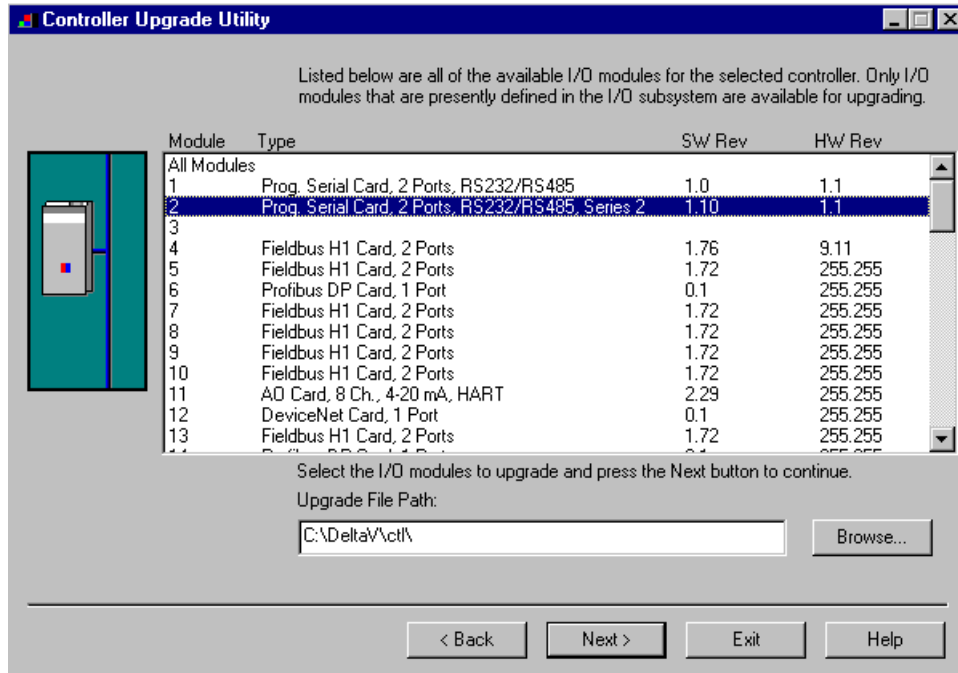 Controller Upgrade Utility
Listed below are all of the available I/O modules for the selected controller. Only I/O
modules that are presently defined in the I/O subsystem are available for upgrading.
Module Type SW Rev HW Rev
All Modules
1 Prog. Serial Card, 2 Ports, RS232/RS485 1.0 1.1
2 Prog. Serial Card, 2 Ports, RS232/RS485, Series 2 1.10 1.1
3
4 Fieldbus H1 Card, 2 Ports 1.76 9.11
5 Fieldbus H1 Card, 2 Ports 1.72 255.255
6 Profibus DP Card, 1 Port 0.1 255.255
7 Fieldbus H1 Card, 2 Ports 1.72 255.255
8 Fieldbus H1 Card, 2 Ports 1.72 255.255
9 Fieldbus H1 Card, 2 Ports 1.72 255.255
10 Fieldbus H1 Card, 2 Ports 1.72 255.255
11 AO Card, 8 Ch., 4-20 mA, HART 2.29 255.255
12 DeviceNet Card, 1 Port 0.1 255.255
13 Fieldbus H1 Card, 2 Ports 1.72 255.255
Select the I/O modules to upgrade and press the Next button to continue.
Upgrade File Path:
C:\DeltaV\ctl\
Browse...
< Back Next > Exit Help